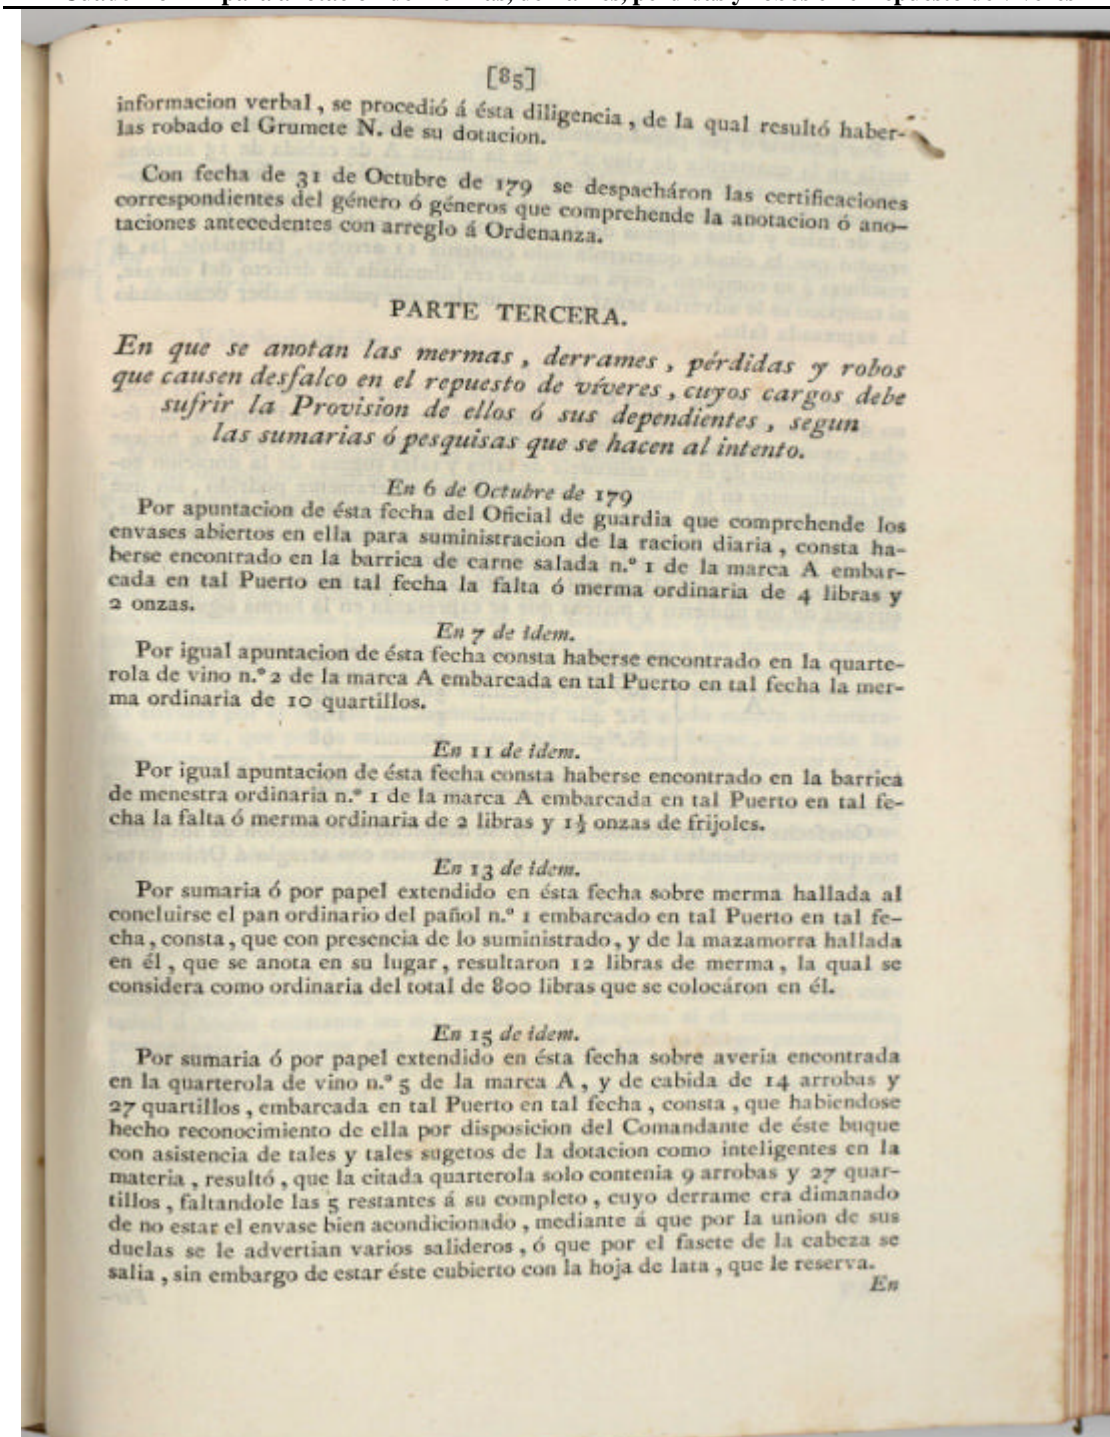 [85]
informacion verbal, se procedió á ésta diligencia, de la qual resultó haber-
las robado el Grumete N. de su dotacion.
Con fecha de 31 de Octubre de 179 se despacháron las certificaciones
correspondientes del género ó géneros que comprehende la anotacion ó ano-
taciones antecedentes con arreglo á Ordenanza.
PARTE TERCERA.
En que se anotan las mermas, derrames, pérdidas y robos
que causen desfalco en el repuesto de víveres, cuyos cargos debe
sufrir la Provision de ellos ó sus dependientes, segun
las sumarias ó pesquisas que se hacen al intento.
En 6 de Octubre de 179
Por apuntacion de ésta fecha del Oficial de guardia que comprehende los
envases abiertos en ella para suministracion de la racion diaria, consta ha-
berse encontrado en la barrica de carne salada n.º 1 de la marca A embar-
cada en tal Puerto en tal fecha la falta ó merma ordinaria de 4 libras y
2 onzas.
En 7 de idem.
Por igual apuntacion de ésta fecha consta haberse encontrado en la quarte-
rola de vino n.º 2 de la marca A embarcada en tal Puerto en tal fecha la mer-
ma ordinaria de 10 quartillos.
En 11 de idem.
Por igual apuntacion de ésta fecha consta haberse encontrado en la barrica
de menestra ordinaria n.º 1 de la marca A embarcada en tal Puerto en tal fe-
cha la falta ó merma ordinaria de 2 libras y 1½ onzas de frijoles.
En 13 de idem.
Por sumaria ó por papel extendido en ésta fecha sobre merma hallada al
concluirse el pan ordinario del pañol n.º 1 embarcado en tal Puerto en tal fe-
cha, consta, que con presencia de lo suministrado, y de la mazamorra hallada
en él, que se anota en su lugar, resultaron 12 libras de merma, la qual se
considera como ordinaria del total de 800 libras que se colocáron en él.
En 15 de idem.
Por sumaria ó por papel extendido en ésta fecha sobre averia encontrada
en la quarterola de vino n.º 5 de la marca A, y de cabida de 14 arrobas y
27 quartillos, embarcada en tal Puerto en tal fecha, consta, que habiendose
hecho reconocimiento de ella por disposicion del Comandante de éste buque
con asistencia de tales y tales sugetos de la dotacion como inteligentes en la
materia, resultó, que la citada quarterola solo contenia 9 arrobas y 27 quar-
tillos, faltandole las 5 restantes á su completo, cuyo derrame era dimanado
de no estar el envase bien acondicionado, mediante á que por la union de sus
duelas se le advertian varios salideros, ó que por el fasete de la cabeza se
salia, sin embargo de estar éste cubierto con la hoja de lata, que le reserva.
En